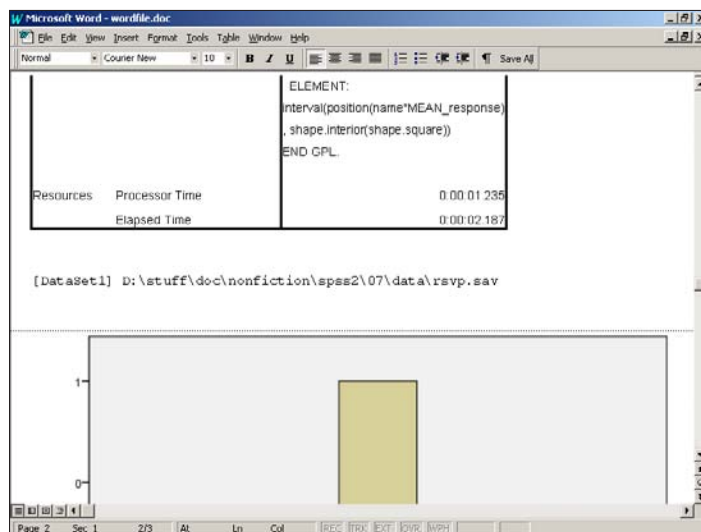 Microsoft Word - wordfile.doc
File Edit View Insert Format Tools Table Window Help
Normal Courier New 10 B I U ¶ Save All
ELEMENT:
interval(position(name*MEAN_response)
, shape.interior(shape.square))
END GPL.
Resources Processor Time 0:00:01.235
Elapsed Time 0:00:02.187
[DataSet1] D:\stuff\doc\nonfiction\spss2\07\data\rsvp.sav
1
0
Page 2 Sec 1 2/3 At Ln Col REC TRK EXT OVR WPH